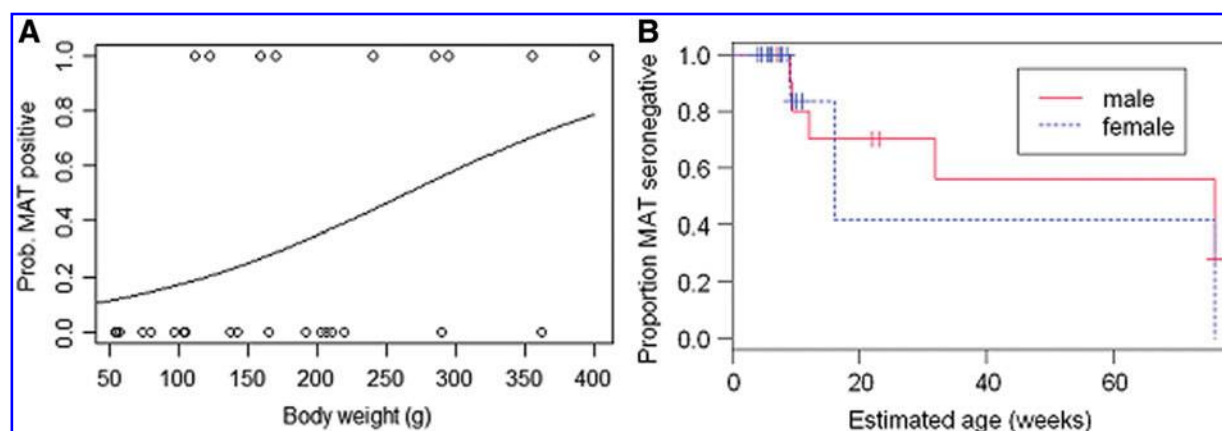 A
Prob. MAT positive
1.0
0.8
0.6
0.4
0.2
0.0
50 100 150 200 250 300 350 400
Body weight (g)
B
Proportion MAT seronegative
1.0
0.8
0.6
0.4
0.2
0.0
male
female
0 20 40 60
Estimated age (weeks)